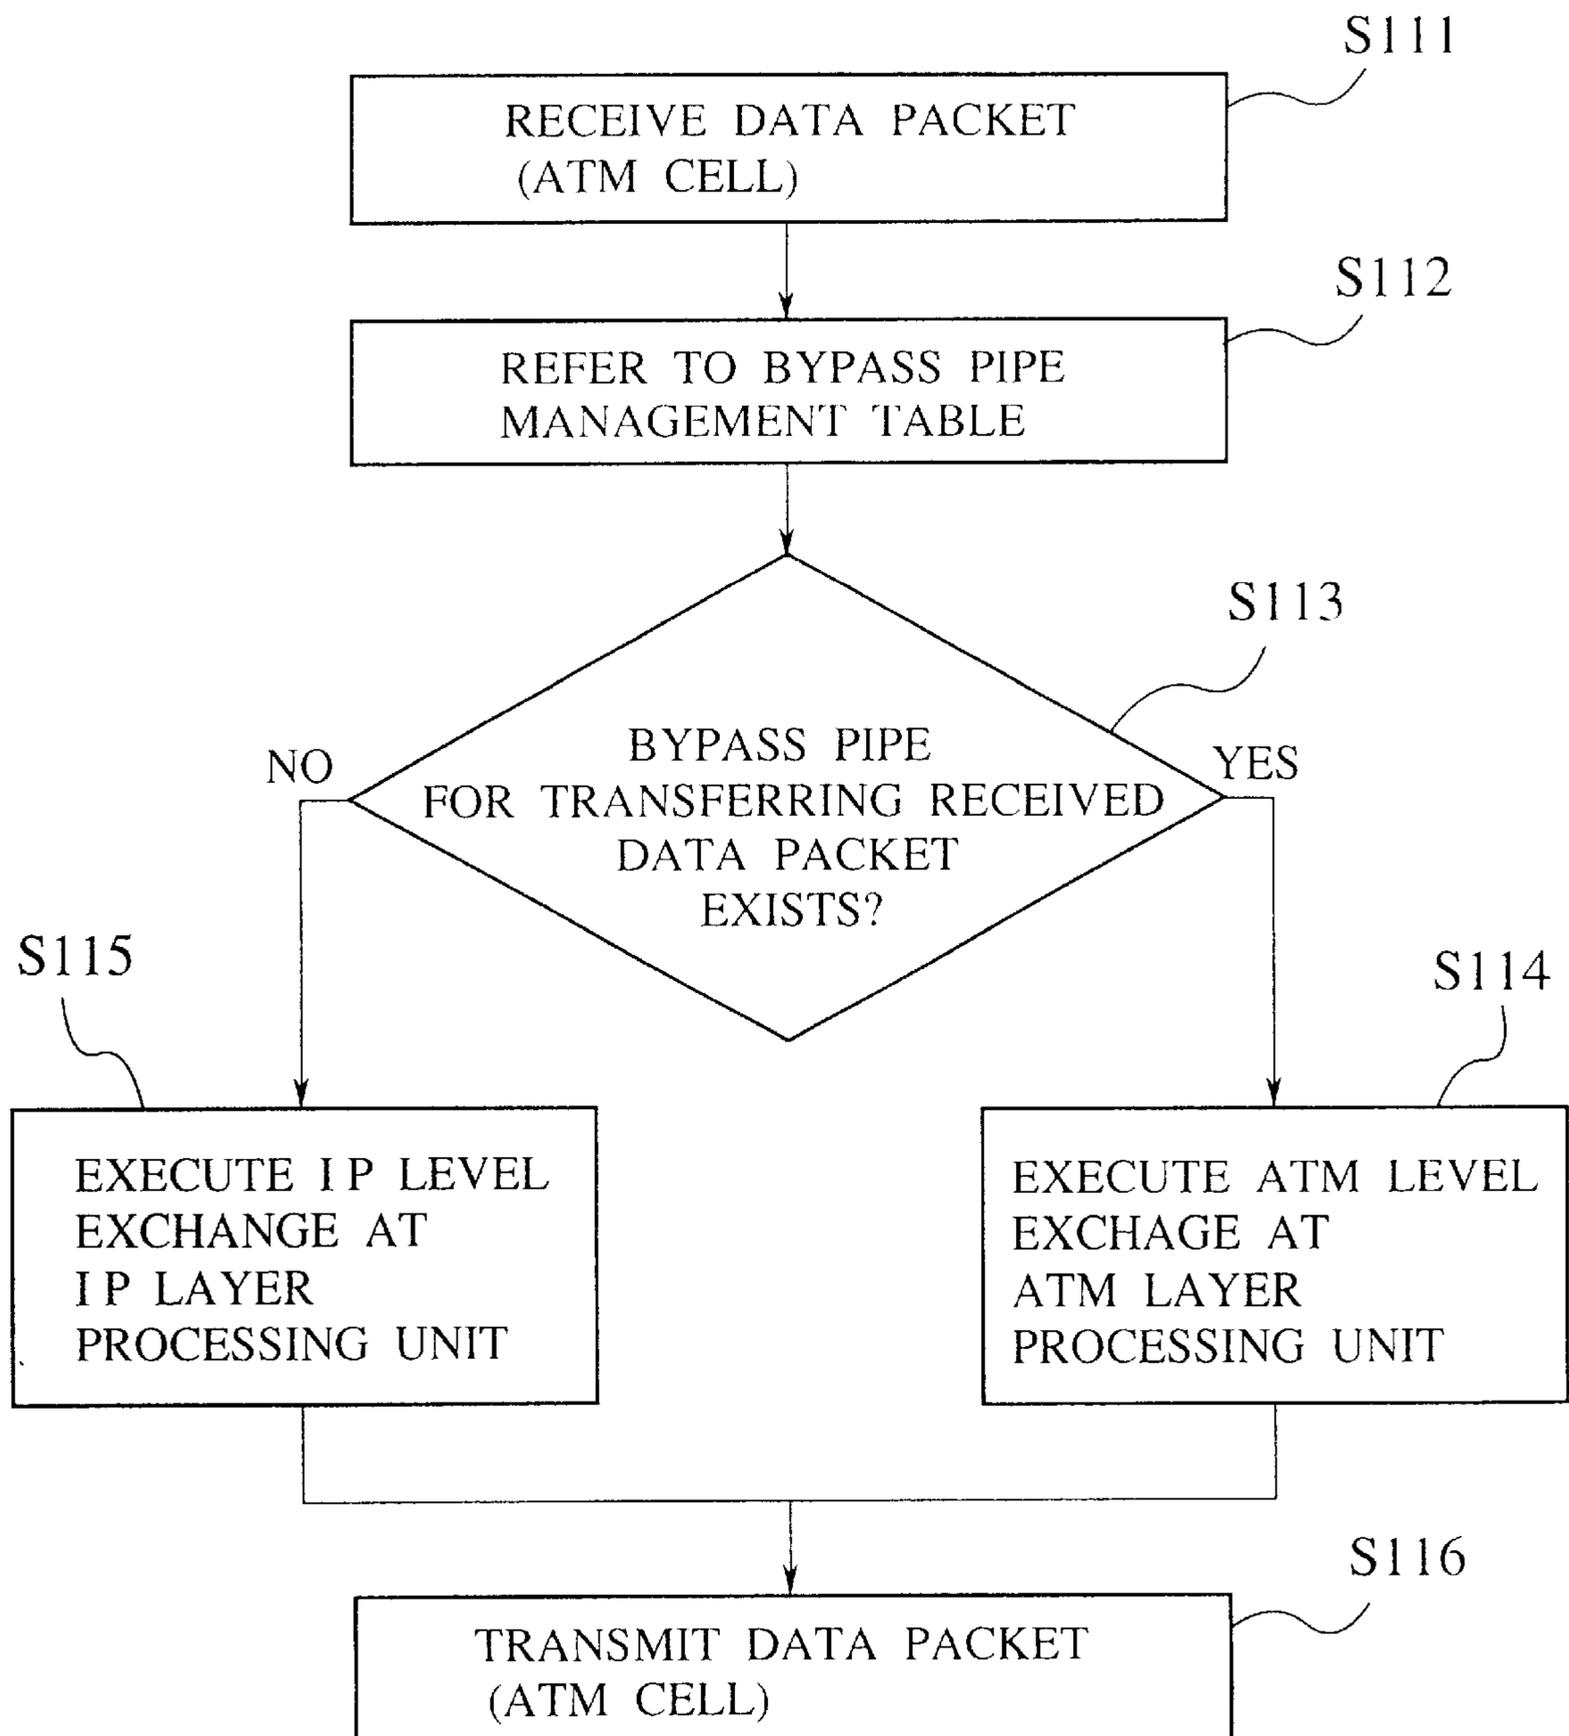 S111
RECEIVE DATA PACKET
(ATM CELL)
S112
REFER TO BYPASS PIPE
MANAGEMENT TABLE
S113
BYPASS PIPE
FOR TRANSFERRING RECEIVED
DATA PACKET
EXISTS?
NO
YES
S115
EXECUTE IP LEVEL
EXCHANGE AT
IP LAYER
PROCESSING UNIT
S114
EXECUTE ATM LEVEL
EXCHAGE AT
ATM LAYER
PROCESSING UNIT
S116
TRANSMIT DATA PACKET
(ATM CELL)